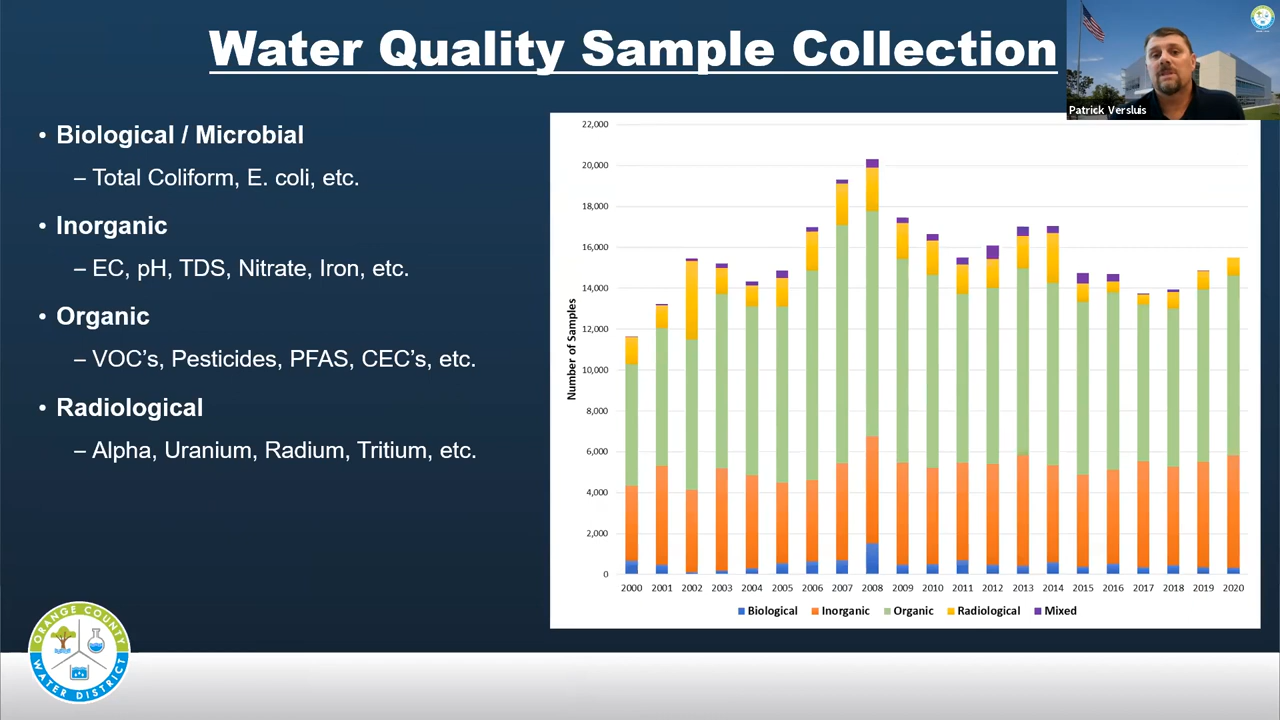 Water Quality Sample Collection
Patrick Versluis
• Biological / Microbial
– Total Coliform, E. coli, etc.
• Inorganic
– EC, pH, TDS, Nitrate, Iron, etc.
• Organic
– VOC's, Pesticides, PFAS, CEC's, etc.
• Radiological
– Alpha, Uranium, Radium, Tritium, etc.
Number of Samples
22,000
20,000
18,000
16,000
14,000
12,000
10,000
8,000
6,000
4,000
2,000
0
2000 2001 2002 2003 2004 2005 2006 2007 2008 2009 2010 2011 2012 2013 2014 2015 2016 2017 2018 2019 2020
Biological Inorganic Organic Radiological Mixed
ORANGE COUNTY
WATER DISTRICT